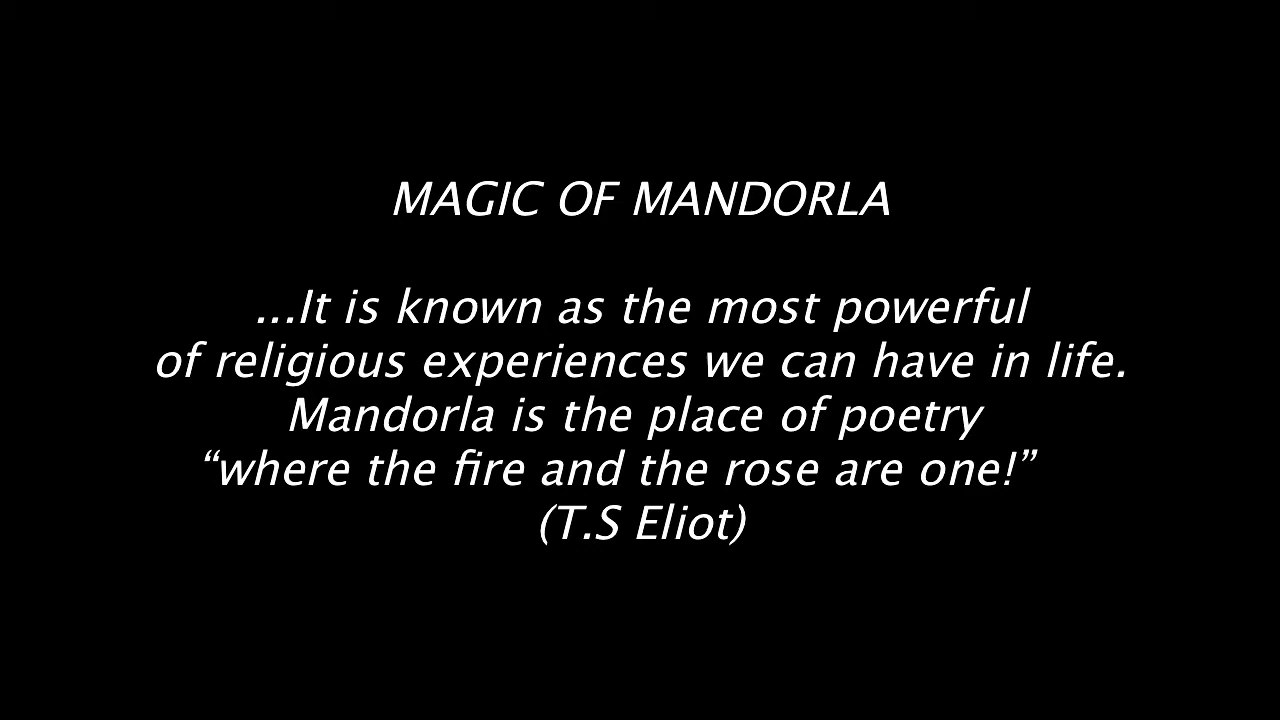 MAGIC OF MANDORLA
...It is known as the most powerful
of religious experiences we can have in life.
Mandorla is the place of poetry
“where the fire and the rose are one!”
(T.S Eliot)